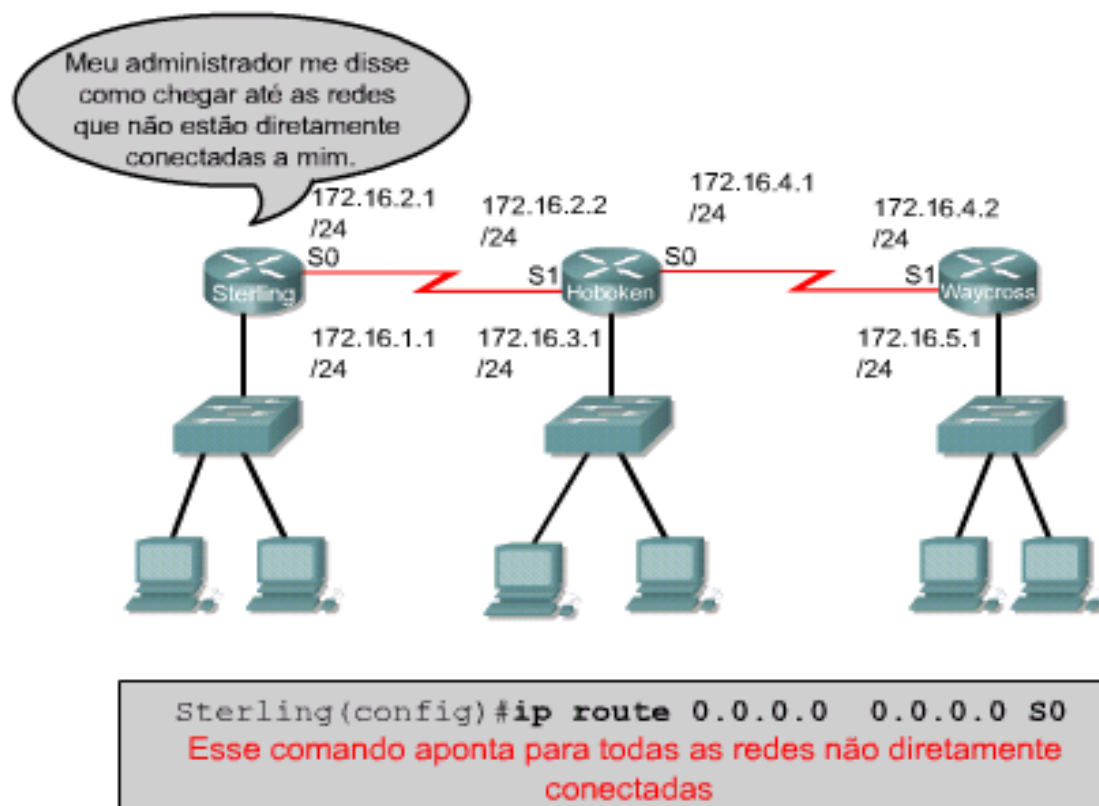 Meu administrador me disse
como chegar até as redes
que não estão diretamente
conectadas a mim.
172.16.2.1
/24
172.16.2.2
/24
172.16.4.1
/24
172.16.4.2
/24
S0
S1
S0
S1
Sterling
Hoboken
Waycross
172.16.1.1
/24
172.16.3.1
/24
172.16.5.1
/24
Sterling(config)#ip route 0.0.0.0 0.0.0.0 S0
Esse comando aponta para todas as redes não diretamente
conectadas